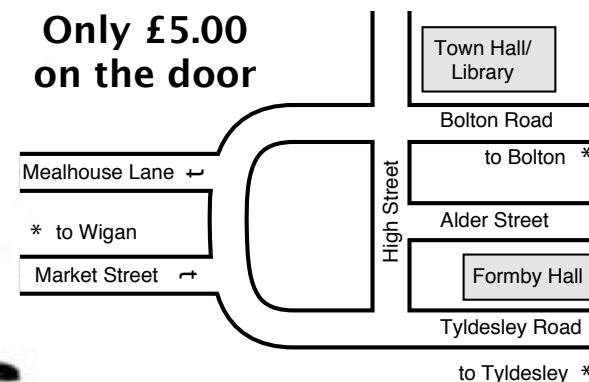 Only £5.00
on the door
Town Hall/
Library
Bolton Road
to Bolton *
Mealhouse Lane
High Street
* to Wigan
Alder Street
Market Street
Formby Hall
Tyldesley Road
to Tyldesley *